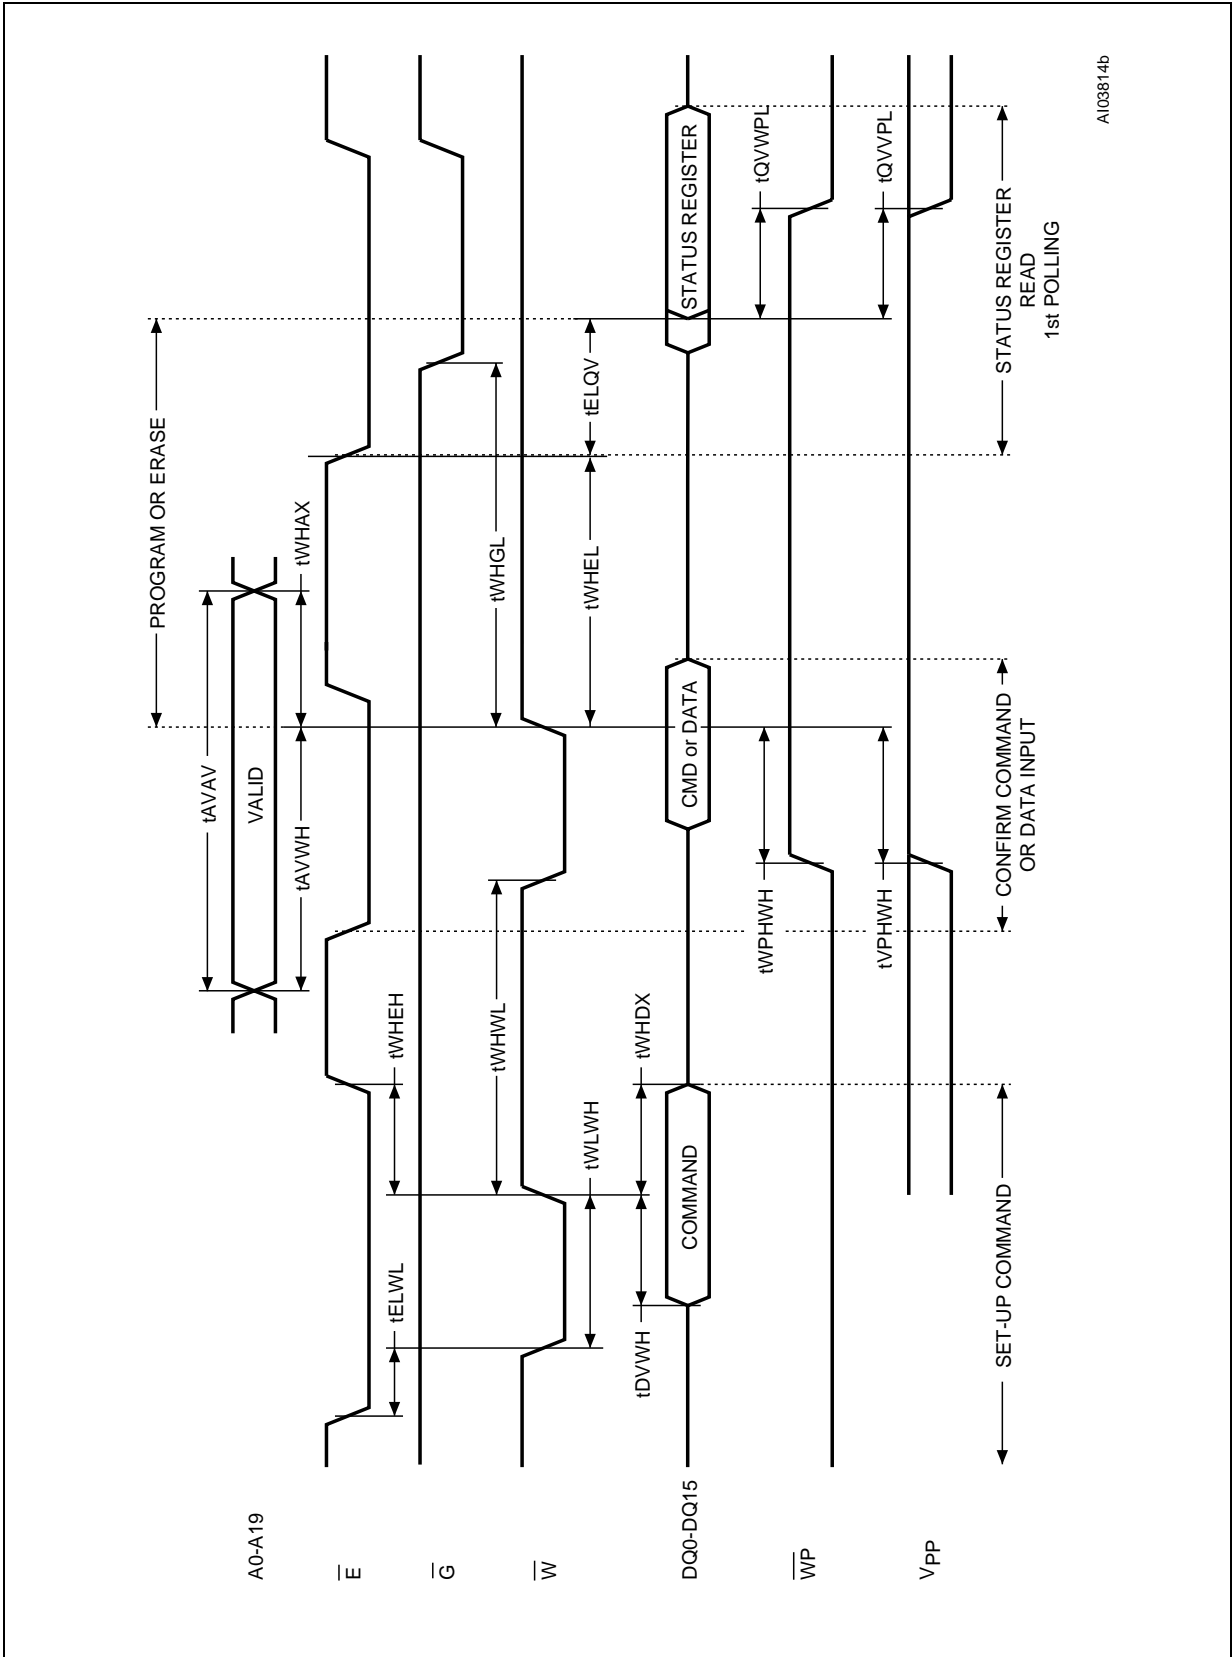 PROGRAM OR ERASE
tAVAV
A0-A19
VALID
tAVWH
tWHAX
E
tELWL
tWHEH
G
tWHWL
tWHGL
W
tWLWH
tWHEL
tELQV
tDVWH
tWHDX
DQ0-DQ15
COMMAND
CMD or DATA
STATUS REGISTER
tWPHWH
tQVWPL
WP
tVPHWH
tQVVPL
VPP
SET-UP COMMAND
CONFIRM COMMAND
OR DATA INPUT
STATUS REGISTER
READ
1st POLLING
AI03814b